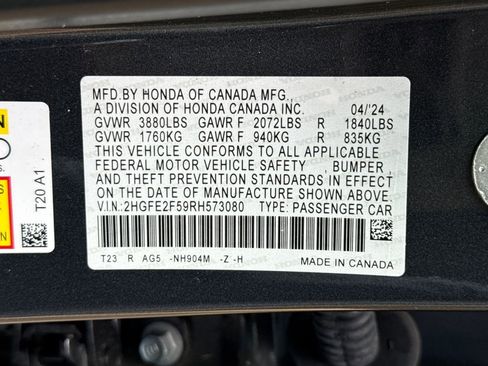 MFD.BY HONDA OF CANADA MFG.,
A DIVISION OF HONDA CANADA INC. 04/'24
GVWR 3880LBS GAWR F 2072LBS R 1840LBS
GVWR 1760KG GAWR F 940KG R 835KG
THIS VEHICLE CONFORMS TO ALL APPLICABLE
FEDERAL MOTOR VEHICLE SAFETY , BUMPER ,
AND THEFT PREVENTION STANDARDS IN EFFECT
ON THE DATE OF MANUFACTURE SHOWN ABOVE.
V.I.N.:2HGFE2F59RH573080 TYPE: PASSENGER CAR
T23 R AG5 -NH904M -Z -H
MADE IN CANADA
T20 A1